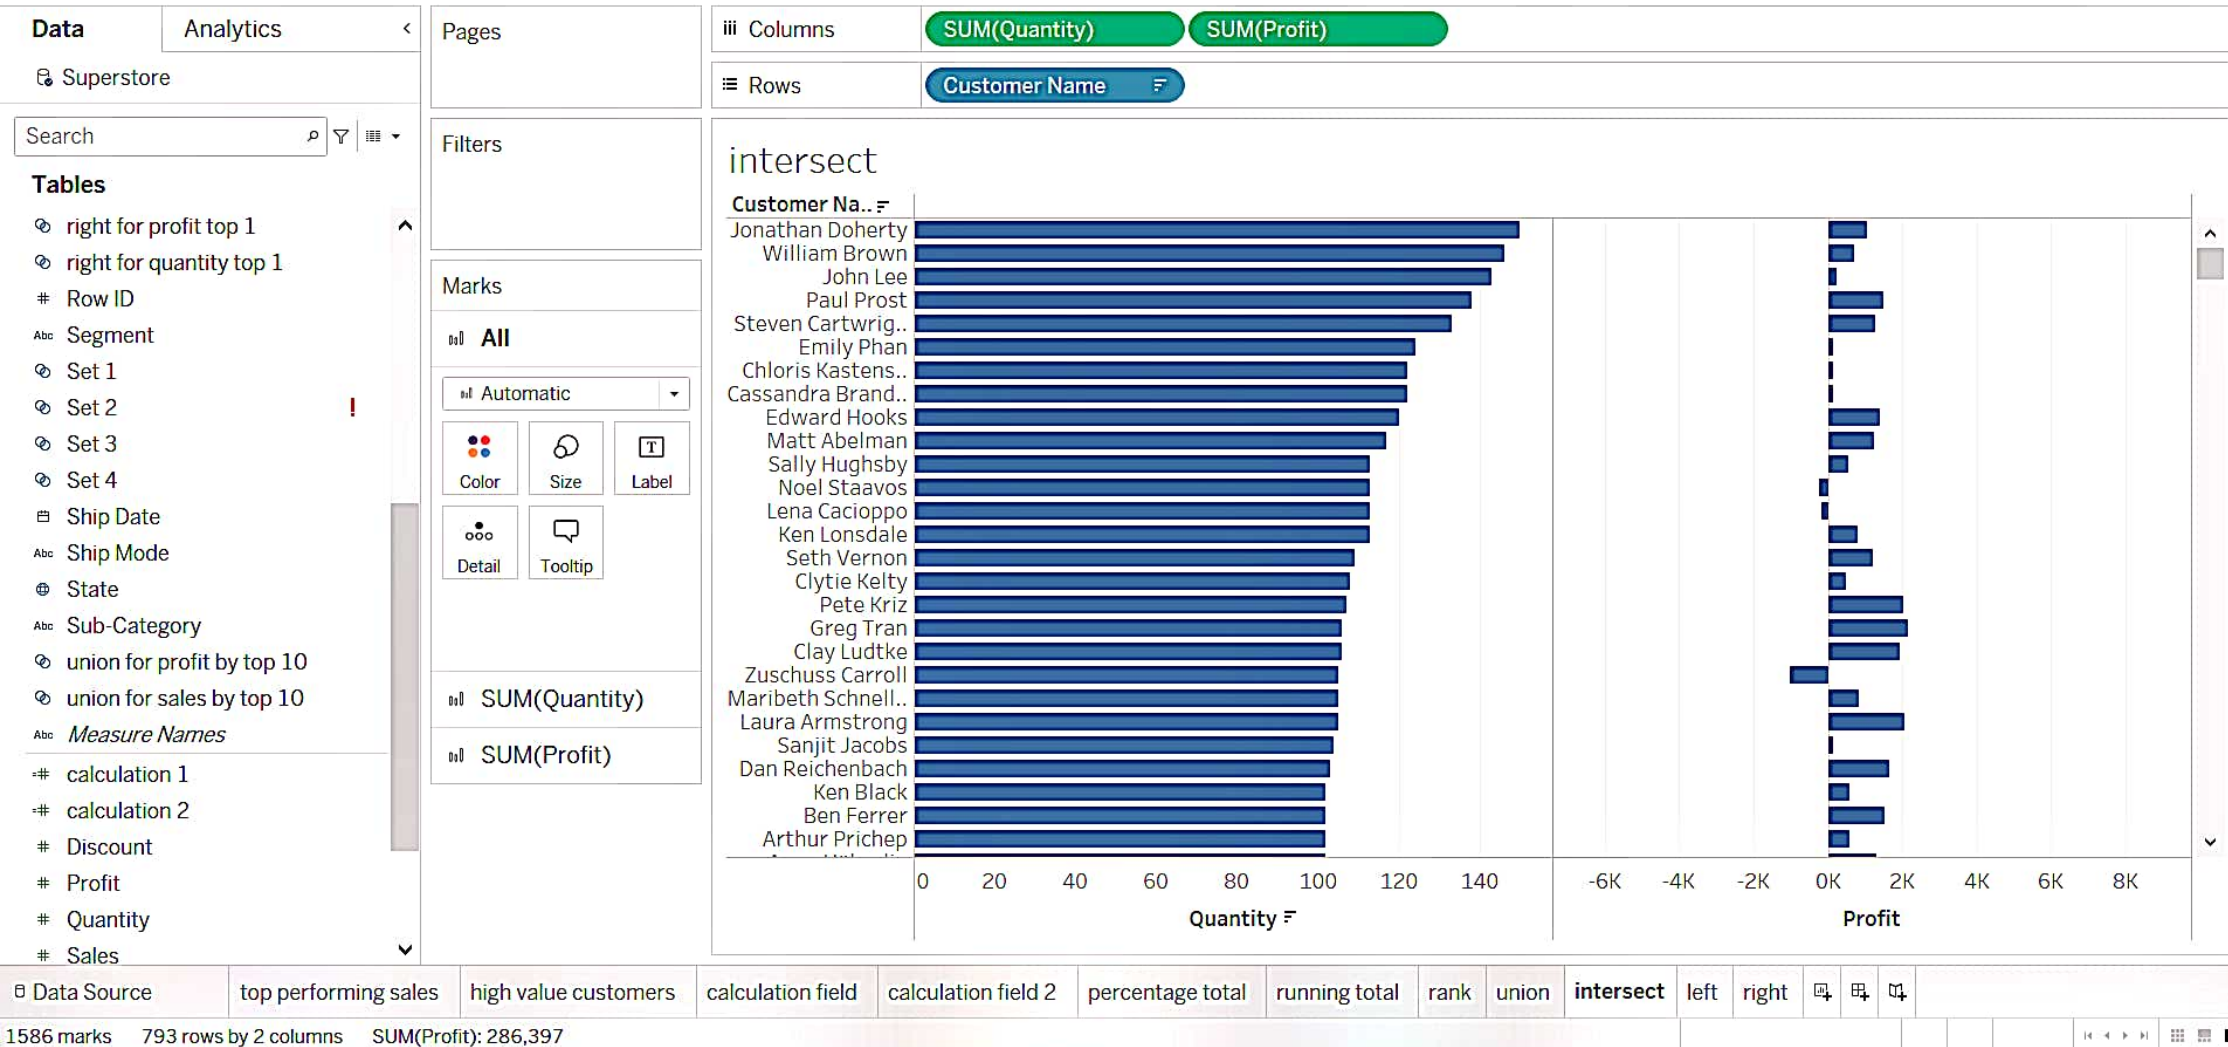 Data
Analytics
Superstore
Search
Tables
right for profit top 1
right for quantity top 1
# Row ID
Abc Segment
Set 1
Set 2 !
Set 3
Set 4
Ship Date
Abc Ship Mode
State
Abc Sub-Category
union for profit by top 10
union for sales by top 10
Abc Measure Names
=# calculation 1
=# calculation 2
# Discount
# Profit
# Quantity
# Sales
Pages
Filters
Marks
All
Automatic
Color Size Label
Detail Tooltip
SUM(Quantity)
SUM(Profit)
Columns SUM(Quantity) SUM(Profit)
Rows Customer Name
intersect
Customer Na..
Jonathan Doherty
William Brown
John Lee
Paul Prost
Steven Cartwrig..
Emily Phan
Chloris Kastens..
Cassandra Brand..
Edward Hooks
Matt Abelman
Sally Hughsby
Noel Staavos
Lena Cacioppo
Ken Lonsdale
Seth Vernon
Clytie Kelty
Pete Kriz
Greg Tran
Clay Ludtke
Zuschuss Carroll
Maribeth Schnell..
Laura Armstrong
Sanjit Jacobs
Dan Reichenbach
Ken Black
Ben Ferrer
Arthur Prichep
0 20 40 60 80 100 120 140
-6K -4K -2K 0K 2K 4K 6K 8K
Quantity
Profit
Data Source top performing sales high value customers calculation field calculation field 2 percentage total running total rank union intersect left right
1586 marks 793 rows by 2 columns SUM(Profit): 286,397